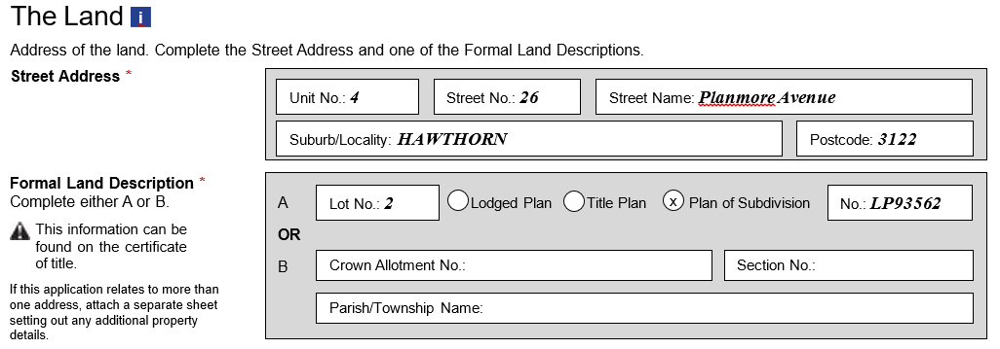 The Land i
Address of the land. Complete the Street Address and one of the Formal Land Descriptions.
Street Address *
Unit No.: 4
Street No.: 26
Street Name: Planmore Avenue
Suburb/Locality: HAWTHORN
Postcode: 3122
Formal Land Description *
Complete either A or B.
This information can be
found on the certificate
of title.
If this application relates to more than
one address, attach a separate sheet
setting out any additional property
details.
A
Lot No.: 2
Lodged Plan
Title Plan
x Plan of Subdivision
No.: LP93562
OR
B
Crown Allotment No.:
Section No.:
Parish/Township Name: